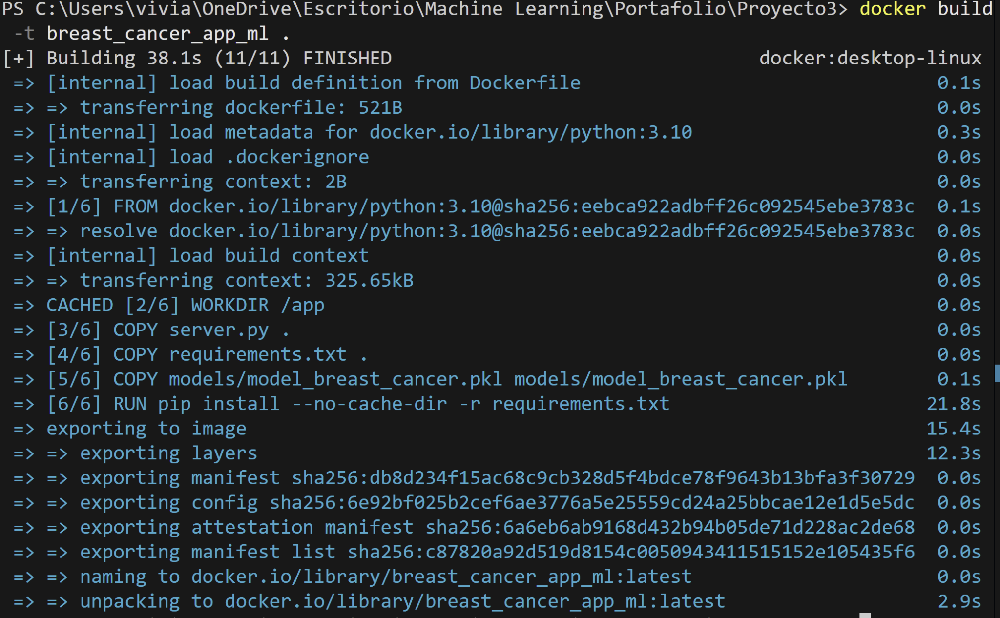 PS C:\Users\vivia\OneDrive\Escritorio\Machine Learning\Portafolio\Proyecto3> docker build
-t breast_cancer_app_ml .
[+] Building 38.1s (11/11) FINISHED docker:desktop-linux
=> [internal] load build definition from Dockerfile 0.1s
=> => transferring dockerfile: 521B 0.0s
=> [internal] load metadata for docker.io/library/python:3.10 0.3s
=> [internal] load .dockerignore 0.0s
=> => transferring context: 2B 0.0s
=> [1/6] FROM docker.io/library/python:3.10@sha256:eebca922adbff26c092545ebe3783c 0.1s
=> => resolve docker.io/library/python:3.10@sha256:eebca922adbff26c092545ebe3783c 0.0s
=> [internal] load build context 0.0s
=> => transferring context: 325.65kB 0.0s
=> CACHED [2/6] WORKDIR /app 0.0s
=> [3/6] COPY server.py . 0.0s
=> [4/6] COPY requirements.txt . 0.0s
=> [5/6] COPY models/model_breast_cancer.pkl models/model_breast_cancer.pkl 0.1s
=> [6/6] RUN pip install --no-cache-dir -r requirements.txt 21.8s
=> exporting to image 15.4s
=> => exporting layers 12.3s
=> => exporting manifest sha256:db8d234f15ac68c9cb328d5f4bdce78f9643b13bfa3f30729 0.0s
=> => exporting config sha256:6e92bf025b2cef6ae3776a5e25559cd24a25bbcae12e1d5e5dc 0.0s
=> => exporting attestation manifest sha256:6a6eb6ab9168d432b94b05de71d228ac2de68 0.0s
=> => exporting manifest list sha256:c87820a92d519d8154c0050943411515152e105435f6 0.0s
=> => naming to docker.io/library/breast_cancer_app_ml:latest 0.0s
=> => unpacking to docker.io/library/breast_cancer_app_ml:latest 2.9s